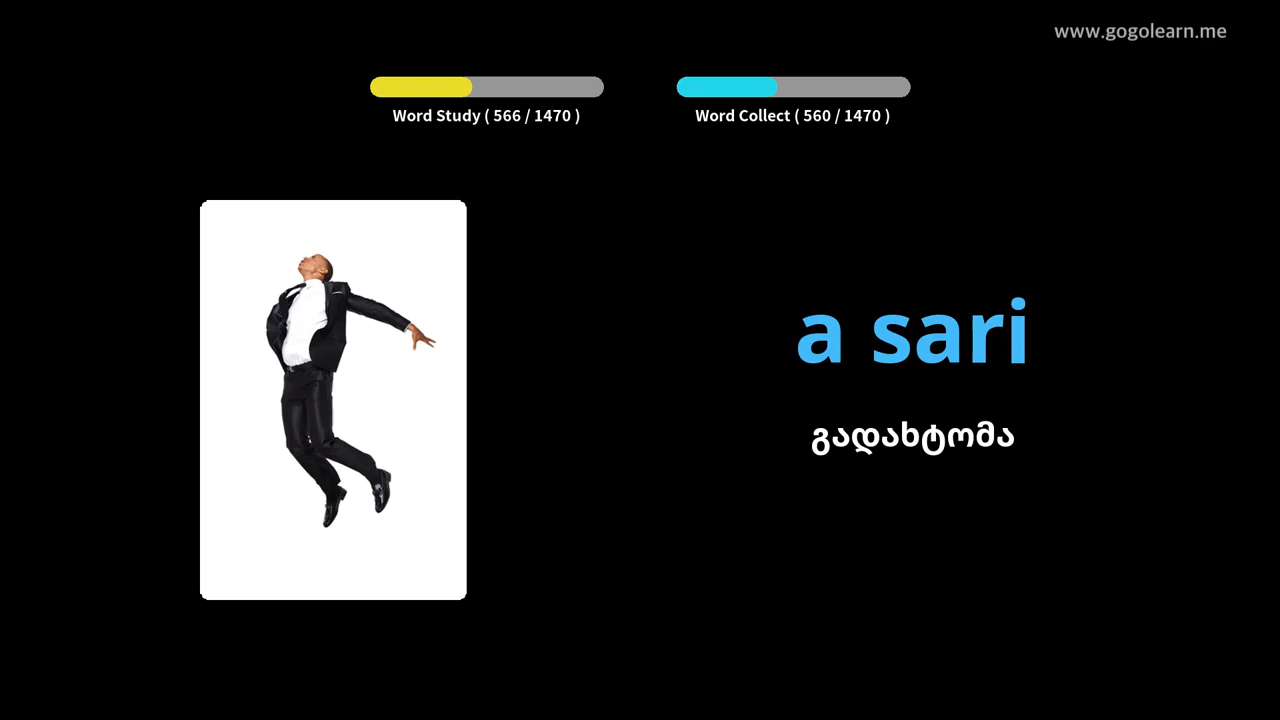 www.gogolearn.me
Word Study ( 566 / 1470 )
Word Collect ( 560 / 1470 )
a sari
გადახტომა